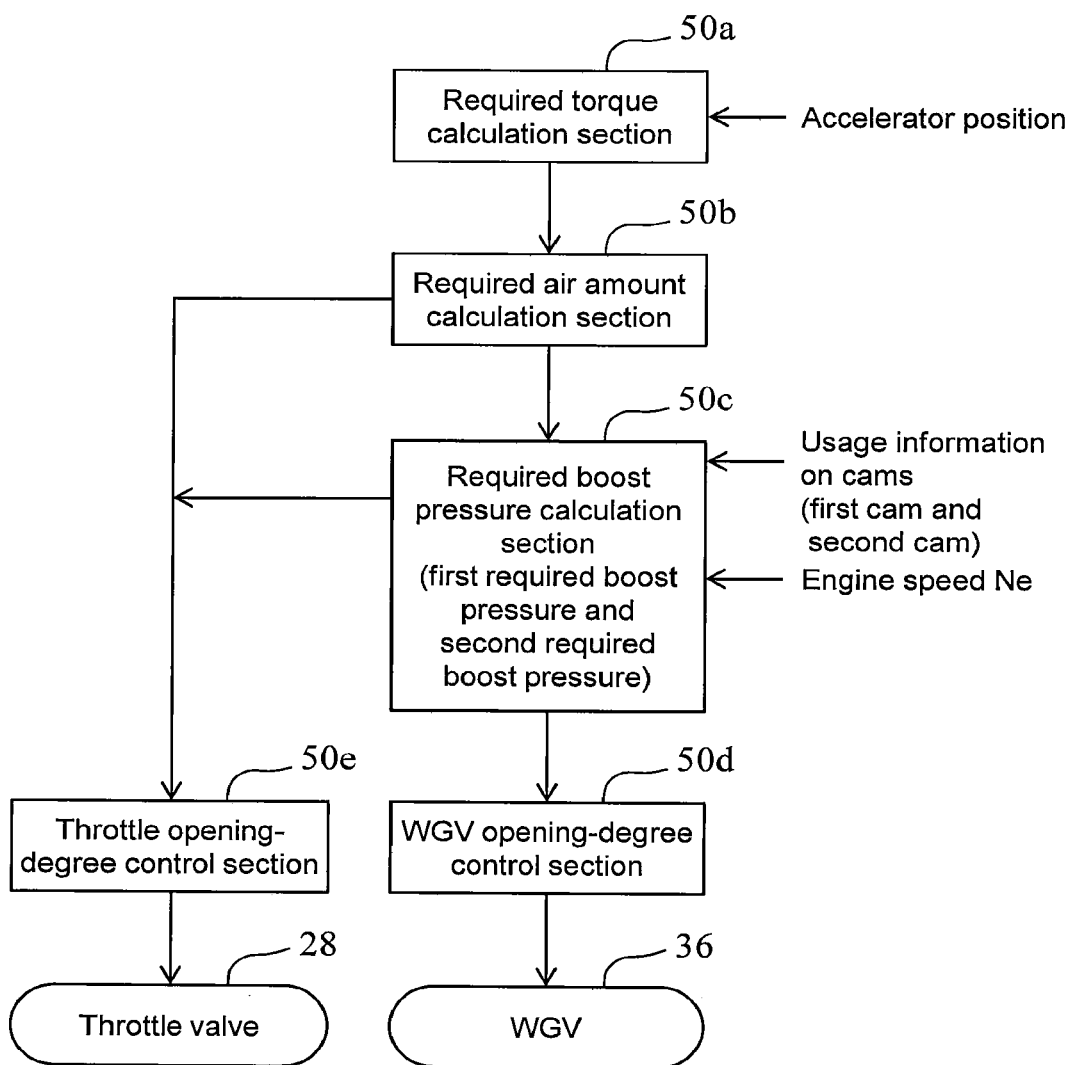 50a
Required torque
calculation section
Accelerator position
50b
Required air amount
calculation section
50c
Required boost
pressure calculation
section
(first required boost
pressure and
second required
boost pressure)
Usage information
on cams
(first cam and
second cam)
Engine speed Ne
50e
Throttle opening-
degree control section
50d
WGV opening-degree
control section
28
Throttle valve
36
WGV